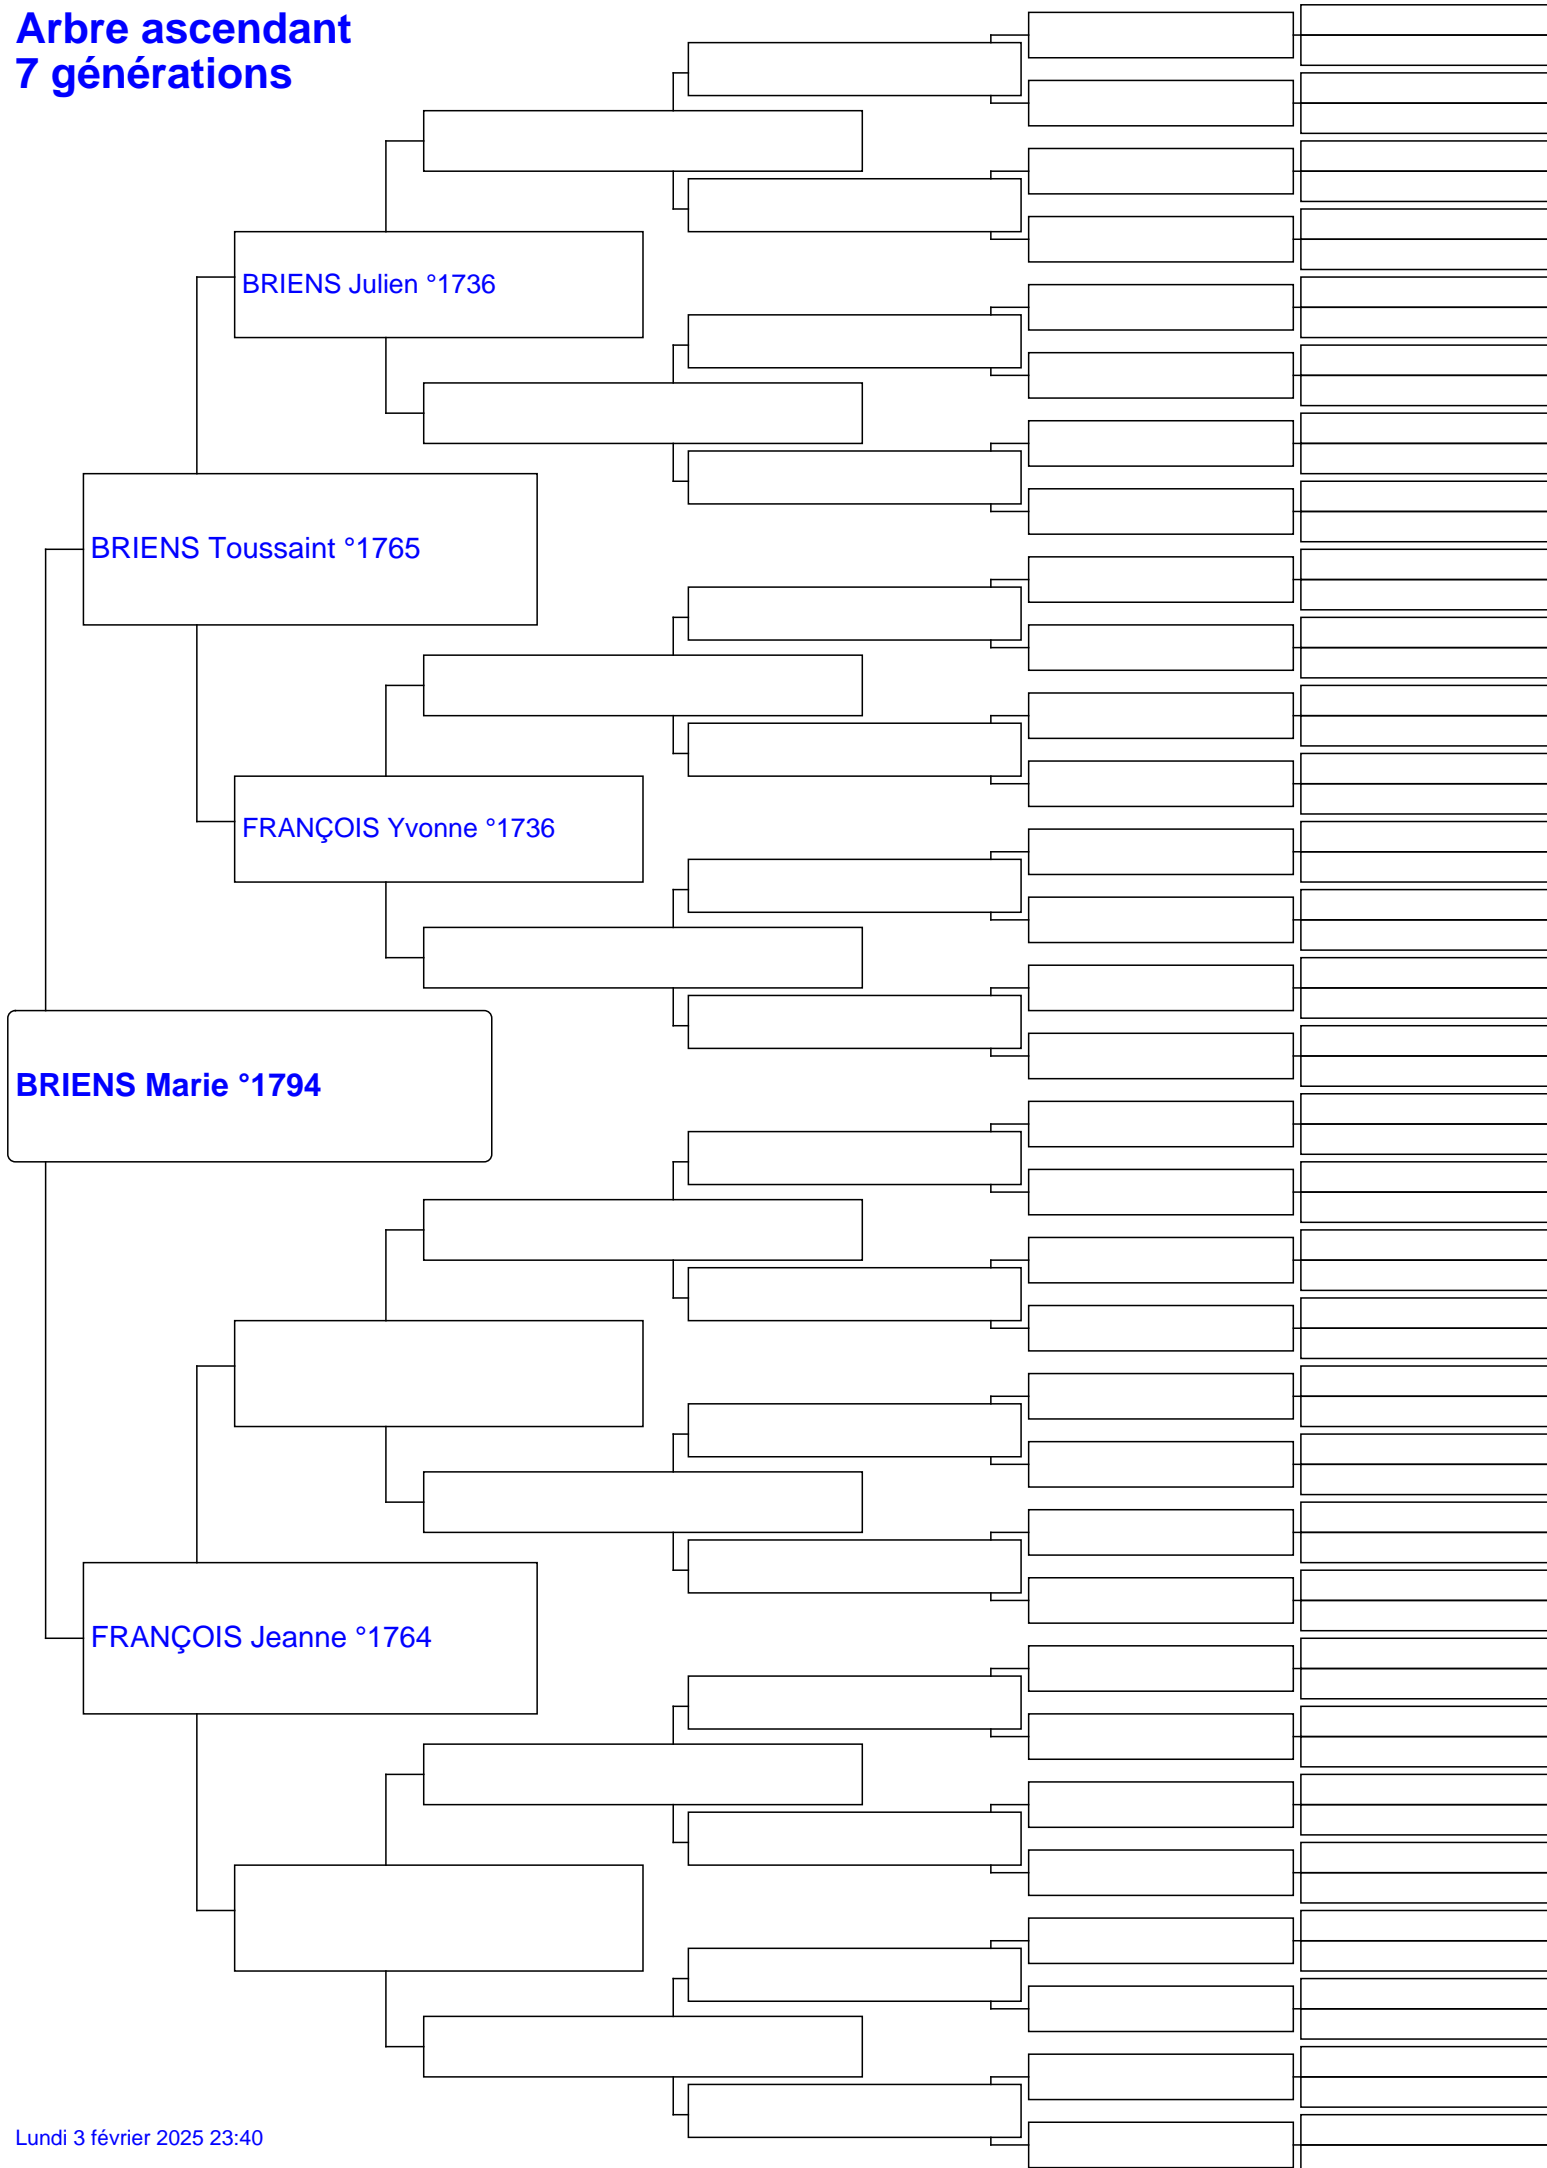 Arbre ascendant
7 générations
BRIENS Julien °1736
BRIENS Toussaint °1765
FRANÇOIS Yvonne °1736
BRIENS Marie °1794
FRANÇOIS Jeanne °1764
Lundi 3 février 2025 23:40